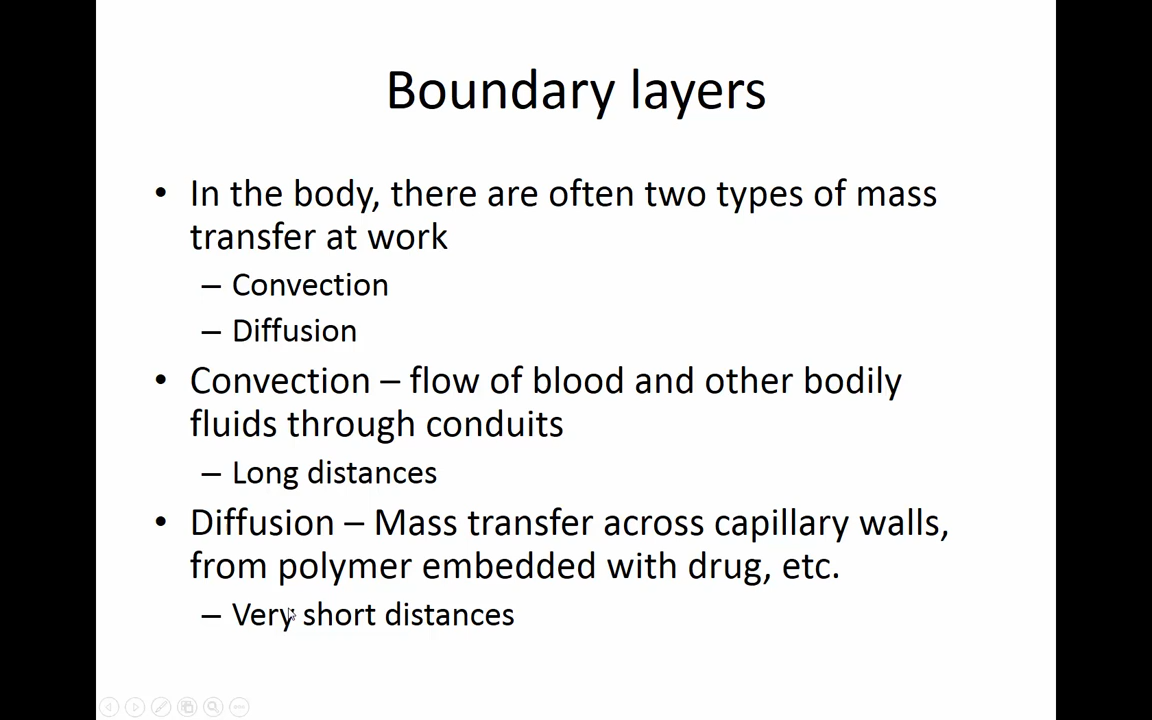 Boundary layers
• In the body, there are often two types of mass
transfer at work
– Convection
– Diffusion
• Convection – flow of blood and other bodily
fluids through conduits
– Long distances
• Diffusion – Mass transfer across capillary walls,
from polymer embedded with drug, etc.
– Very short distances